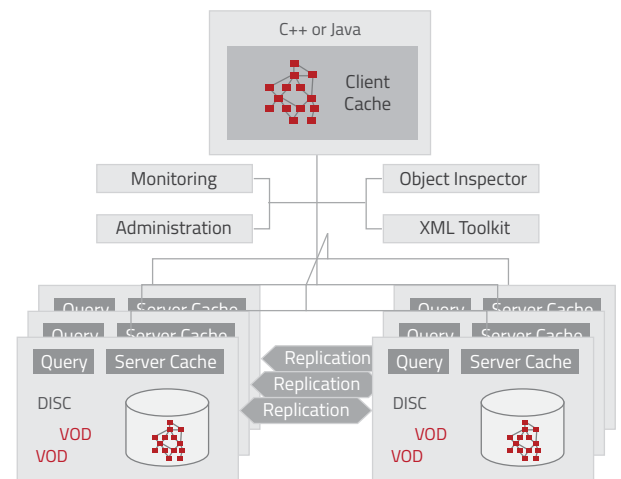 C++ or Java
Client
Cache
Monitoring
Object Inspector
Administration
XML Toolkit
Query Server Cache
Query Server Cache
Query Server Cache
Query Server Cache
Query Server Cache
Replication
Query Server Cache
Replication
Replication
DISC
VOD
VOD
DISC
VOD
VOD